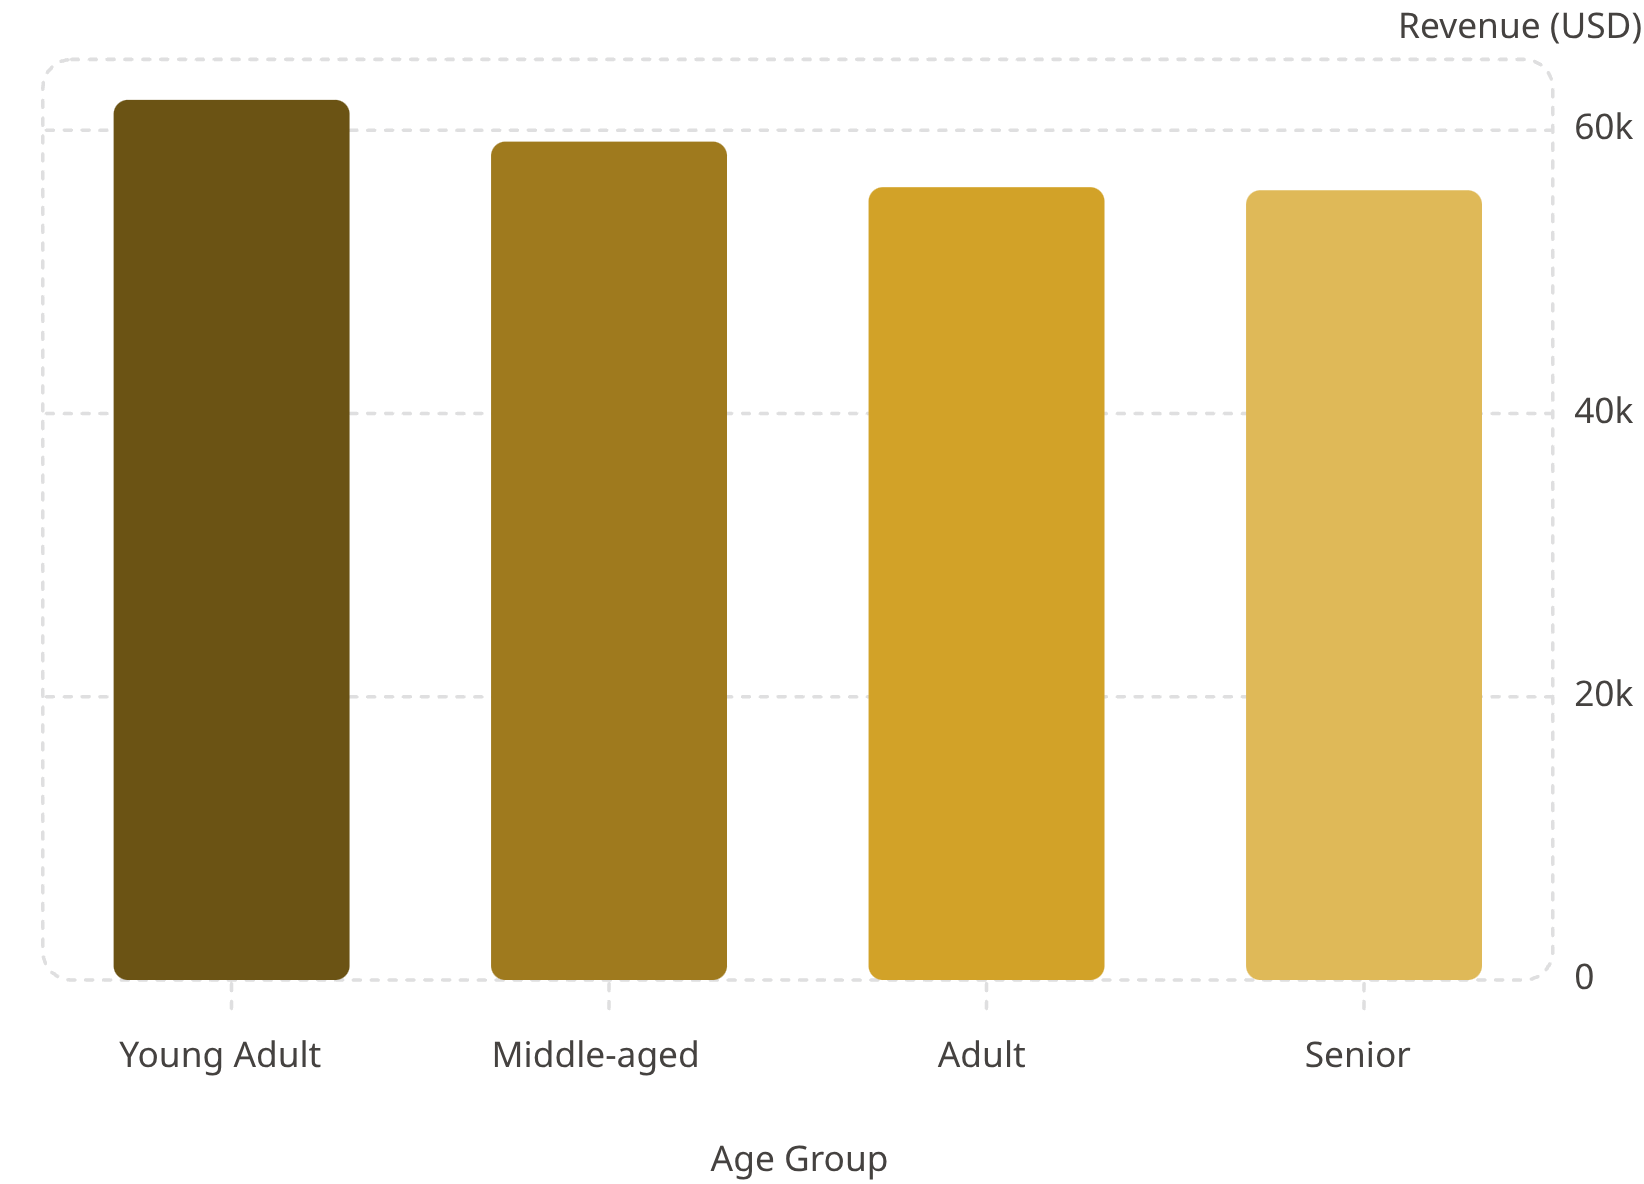 Revenue (USD)
60k
40k
20k
0
Young Adult
Middle-aged
Adult
Senior
Age Group